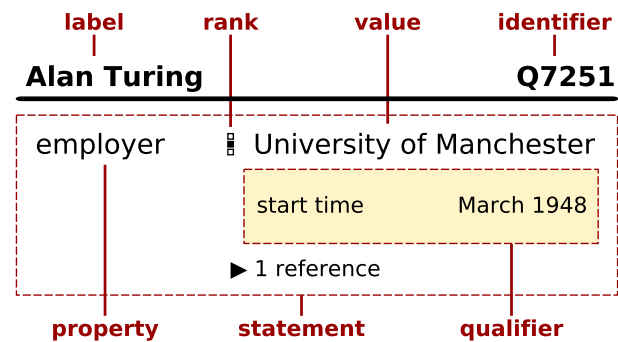 label rank value identifier
Alan Turing Q7251
employer University of Manchester
start time March 1948
▶ 1 reference
property statement qualifier